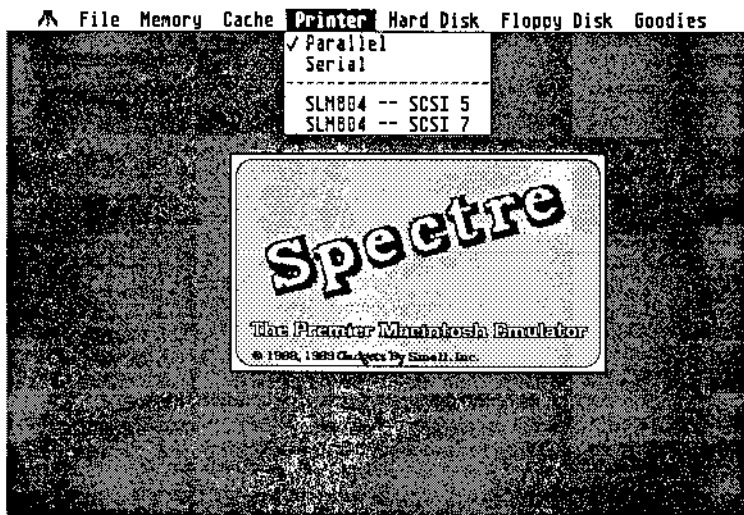 File Memory Cache Printer Hard Disk Floppy Disk Goodies
✓ Parallel
Serial
SLM804 -- SCSI 5
SLM804 -- SCSI 7
Spectre
The Premier Macintosh Emulator
© 1988, 1989 Gadgets By Small, Inc.